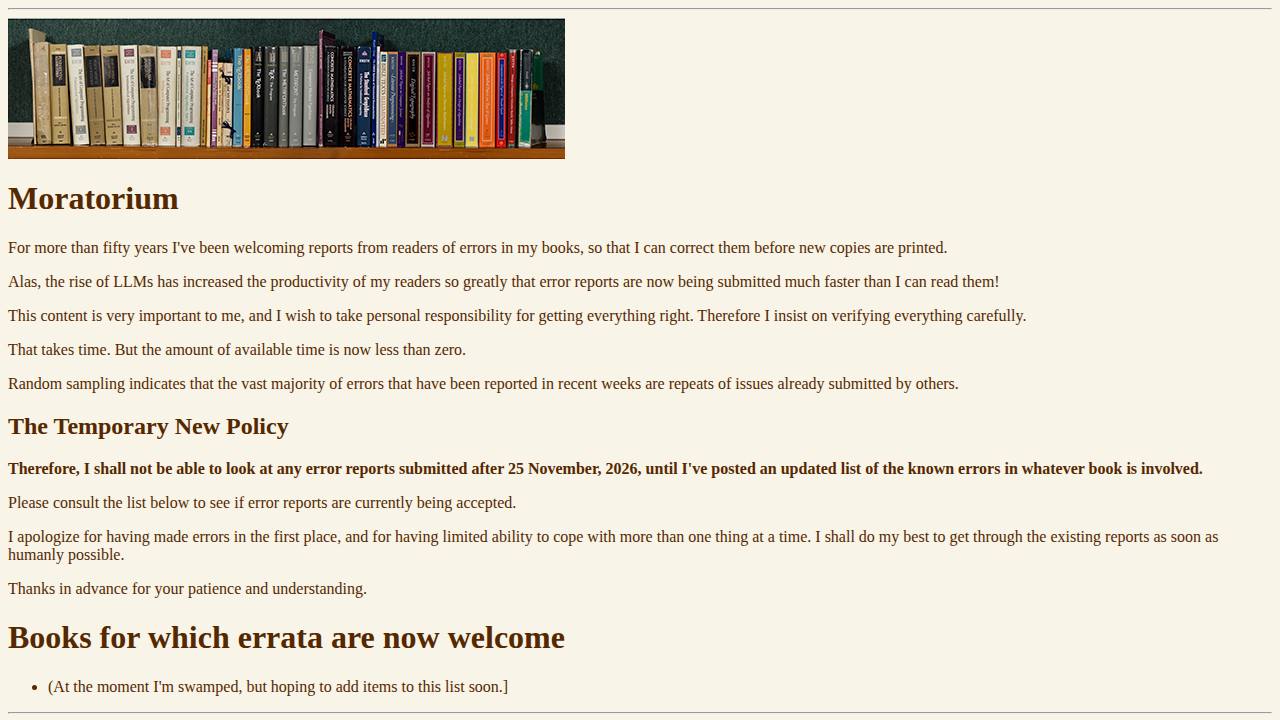 The TeXbook
CONCRETE MATHEMATICS
CONCRETE MATHEMATICS
Digital Typography
Moratorium
For more than fifty years I've been welcoming reports from readers of errors in my books, so that I can correct them before new copies are printed.
Alas, the rise of LLMs has increased the productivity of my readers so greatly that error reports are now being submitted much faster than I can read them!
This content is very important to me, and I wish to take personal responsibility for getting everything right. Therefore I insist on verifying everything carefully.
That takes time. But the amount of available time is now less than zero.
Random sampling indicates that the vast majority of errors that have been reported in recent weeks are repeats of issues already submitted by others.
The Temporary New Policy
Therefore, I shall not be able to look at any error reports submitted after 25 November, 2026, until I've posted an updated list of the known errors in whatever book is involved.
Please consult the list below to see if error reports are currently being accepted.
I apologize for having made errors in the first place, and for having limited ability to cope with more than one thing at a time. I shall do my best to get through the existing reports as soon as
humanly possible.
Thanks in advance for your patience and understanding.
Books for which errata are now welcome
• (At the moment I'm swamped, but hoping to add items to this list soon.]